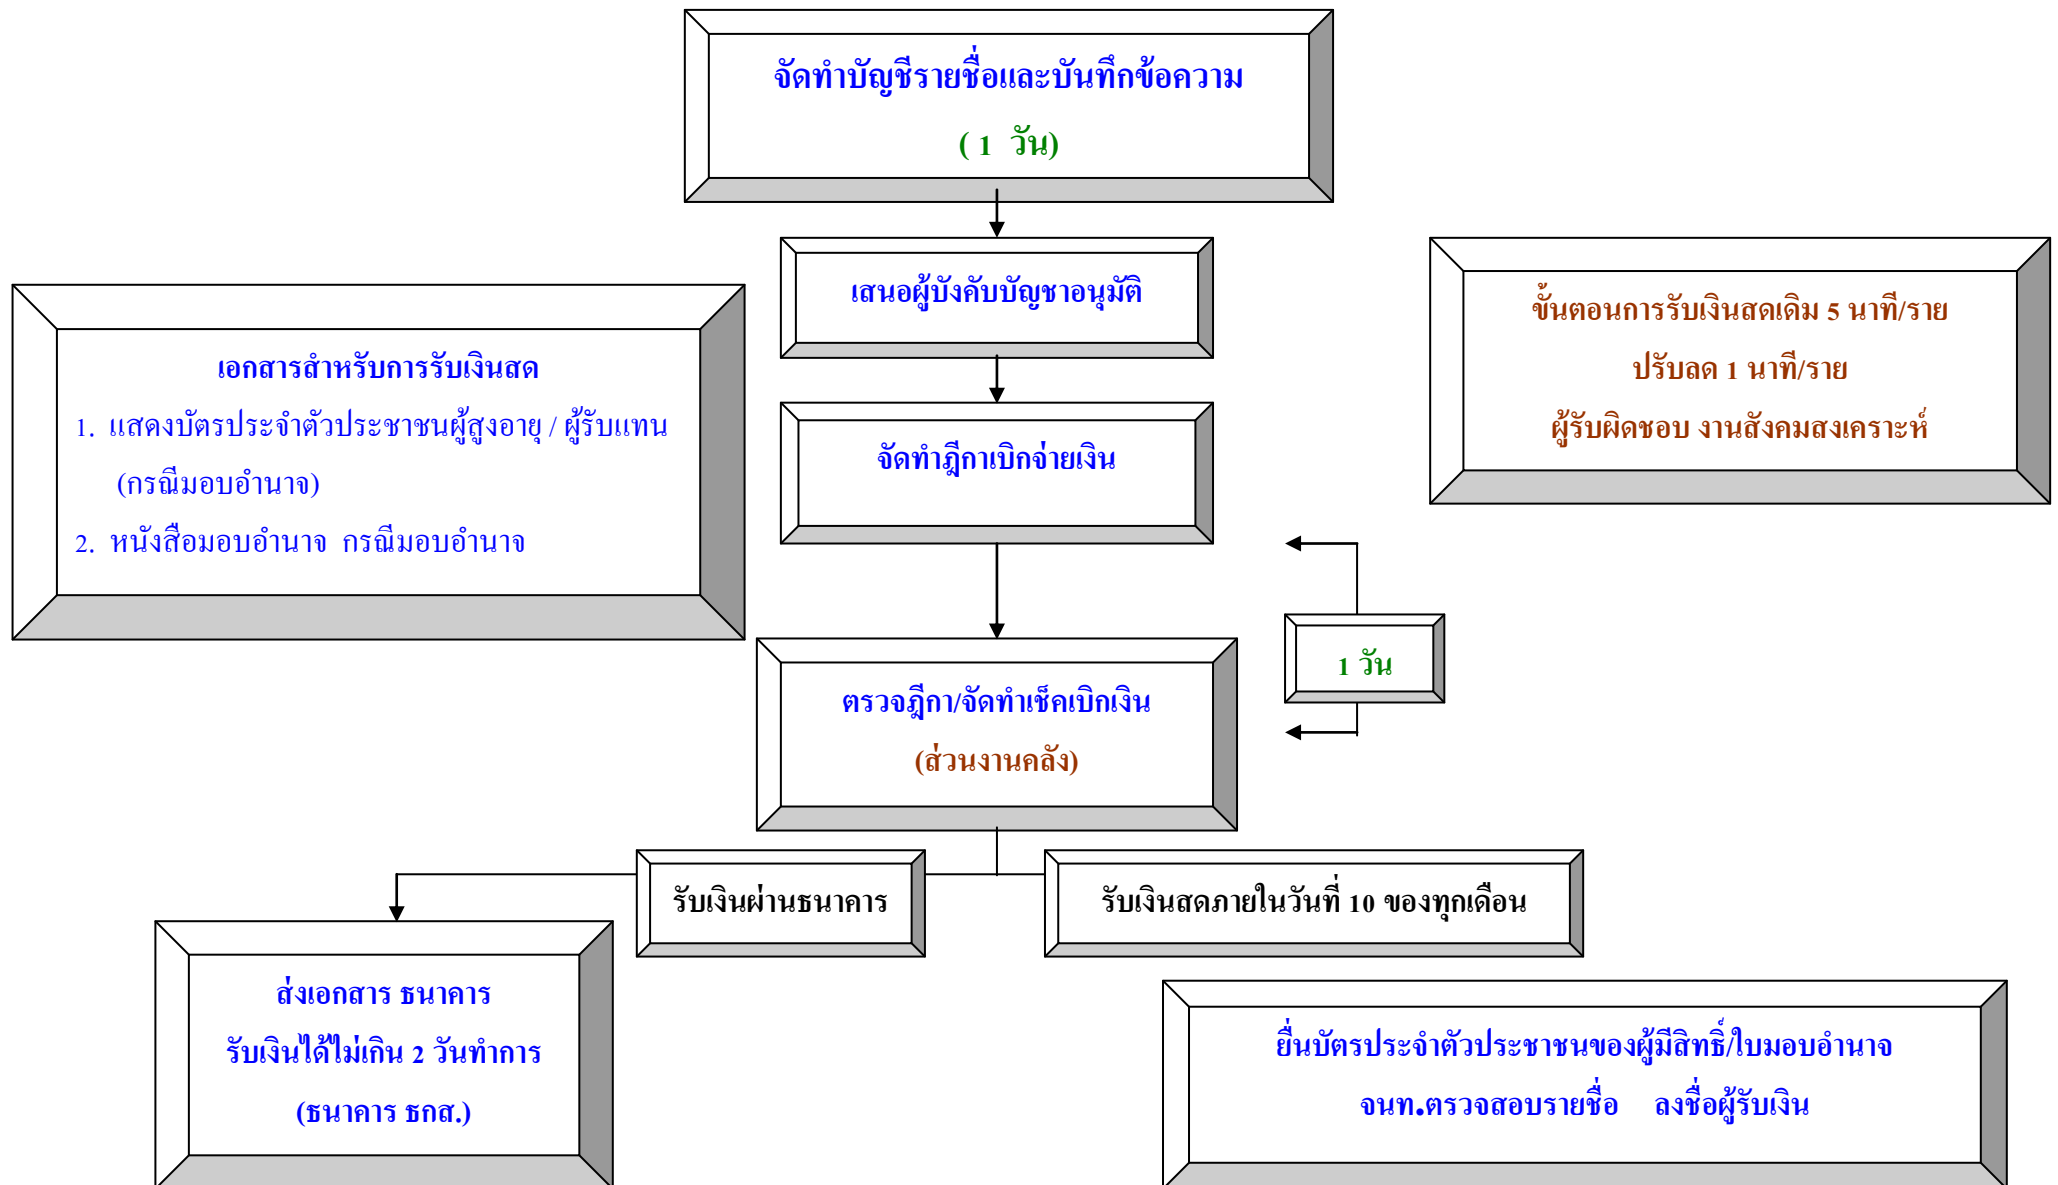 จัดทำบัญชีรายชื่อและบันทึกข้อความ
( 1 วัน)
เสนอผู้บังคับบัญชาอนุมัติ
ขั้นตอนการรับเงินสดเดิม 5 นาที/ราย
ปรับลด 1 นาที/ราย
ผู้รับผิดชอบ งานสังคมสงเคราะห์
เอกสารสำหรับการรับเงินสด
1. แสดงบัตรประจำตัวประชาชนผู้สูงอายุ / ผู้รับแทน
(กรณีมอบอำนาจ)
2. หนังสือมอบอำนาจ กรณีมอบอำนาจ
จัดทำฎีกาเบิกจ่ายเงิน
1 วัน
ตรวจฎีกา/จัดทำเช็คเบิกเงิน
(ส่วนงานคลัง)
รับเงินผ่านธนาคาร
รับเงินสดภายในวันที่ 10 ของทุกเดือน
ส่งเอกสาร ธนาคาร
รับเงินได้ไม่เกิน 2 วันทำการ
(ธนาคาร ธกส.)
ยื่นบัตรประจำตัวประชาชนของผู้มีสิทธิ์/ใบมอบอำนาจ
จนท.ตรวจสอบรายชื่อ ลงชื่อผู้รับเงิน